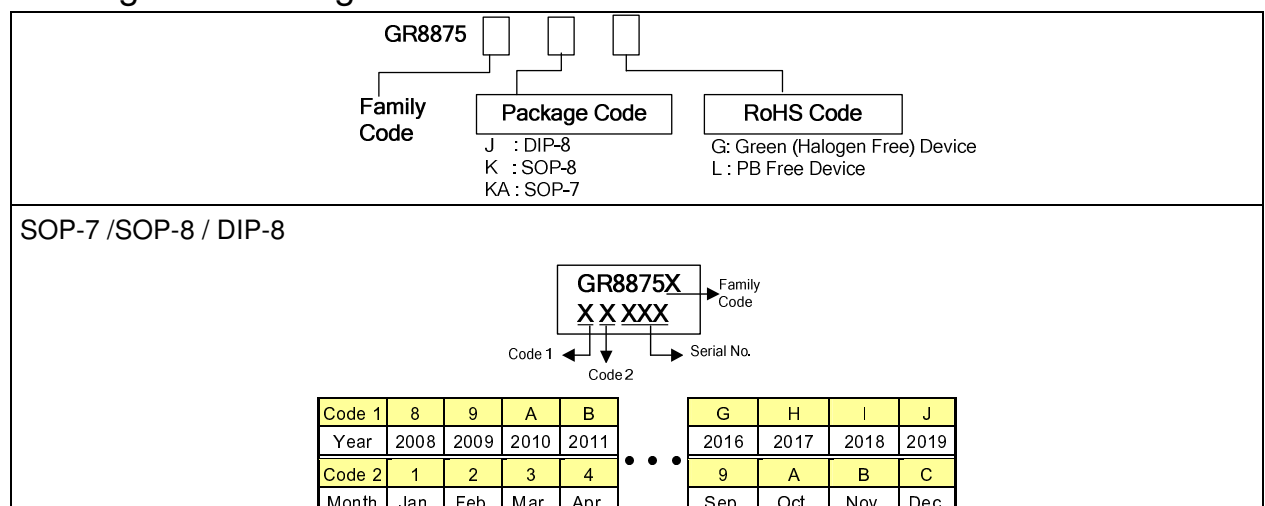 GR8875
Family Code
Package Code
RoHS Code
J : DIP-8
K : SOP-8
KA : SOP-7
G: Green (Halogen Free) Device
L : PB Free Device
SOP-7 /SOP-8 / DIP-8
GR8875X
Family Code
X X XXX
Code 1
Code 2
Serial No.
Code 1 8 9 A B G H I J
Year 2008 2009 2010 2011 2016 2017 2018 2019
Code 2 1 2 3 4 9 A B C
Month Jan Feb Mar Apr Sep Oct Nov Dec